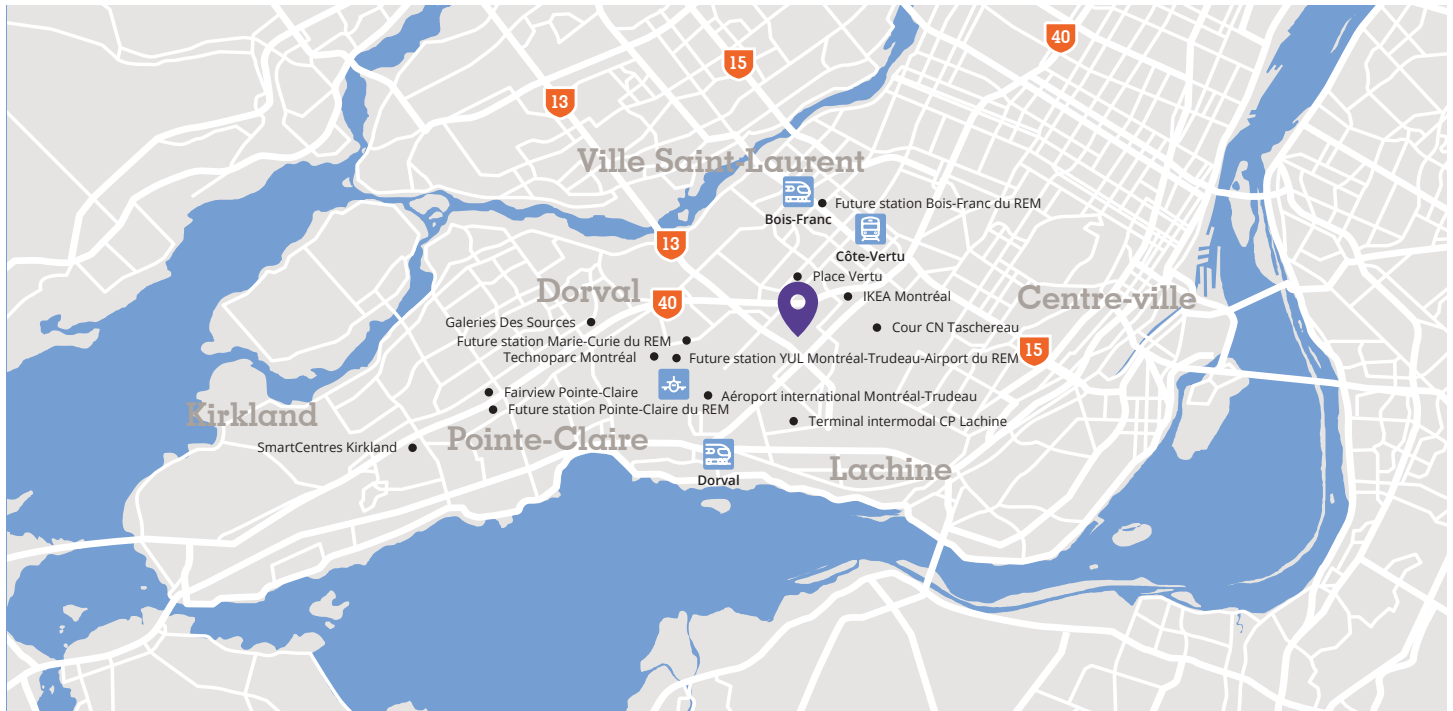 40
15
13
Ville Saint-Laurent
Future station Bois-Franc du REM
Bois-Franc
13
Côte-Vertu
Place Vertu
Dorval
40
IKEA Montréal
Centre-ville
Galeries Des Sources
Cour CN Taschereau
Future station Marie-Curie du REM
15
Technoparc Montréal
Future station YUL Montréal-Trudeau-Airport du REM
Fairview Pointe-Claire
Aéroport international Montréal-Trudeau
Future station Pointe-Claire du REM
Kirkland
Terminal intermodal CP Lachine
Pointe-Claire
SmartCentres Kirkland
Lachine
Dorval